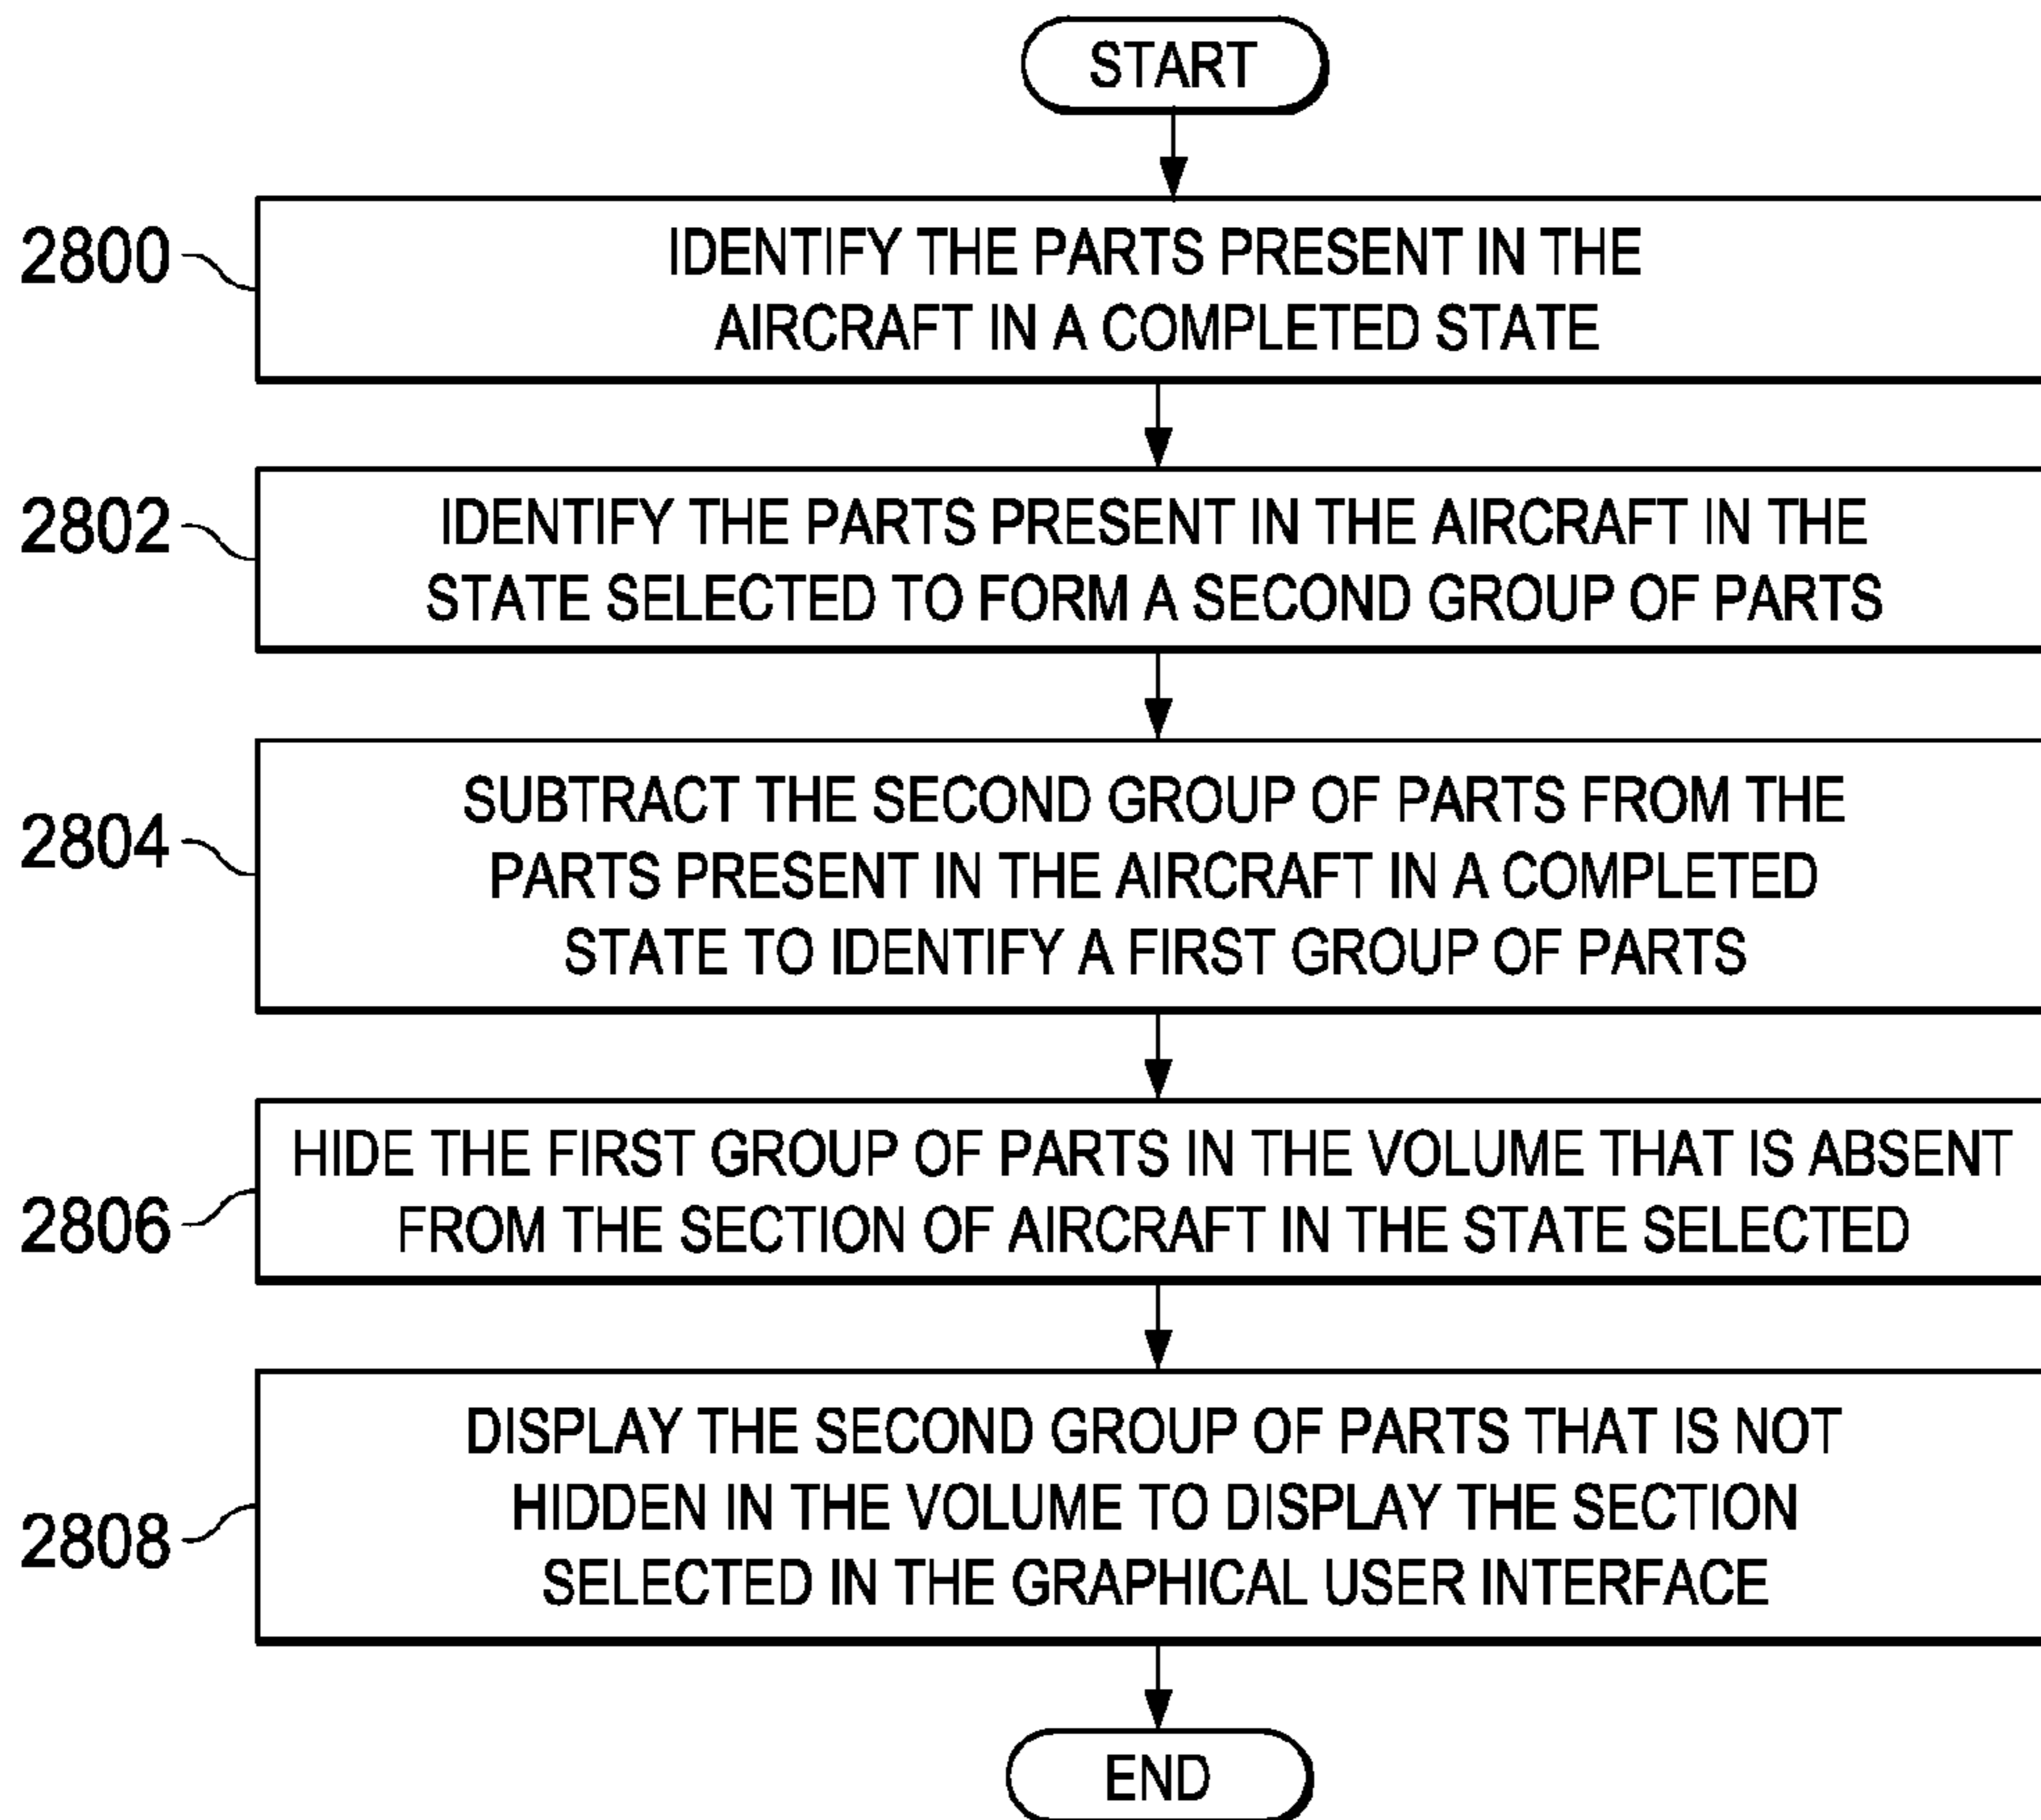 START
2800
IDENTIFY THE PARTS PRESENT IN THE
AIRCRAFT IN A COMPLETED STATE
2802
IDENTIFY THE PARTS PRESENT IN THE AIRCRAFT IN THE
STATE SELECTED TO FORM A SECOND GROUP OF PARTS
2804
SUBTRACT THE SECOND GROUP OF PARTS FROM THE
PARTS PRESENT IN THE AIRCRAFT IN A COMPLETED
STATE TO IDENTIFY A FIRST GROUP OF PARTS
2806
HIDE THE FIRST GROUP OF PARTS IN THE VOLUME THAT IS ABSENT
FROM THE SECTION OF AIRCRAFT IN THE STATE SELECTED
2808
DISPLAY THE SECOND GROUP OF PARTS THAT IS NOT
HIDDEN IN THE VOLUME TO DISPLAY THE SECTION
SELECTED IN THE GRAPHICAL USER INTERFACE
END